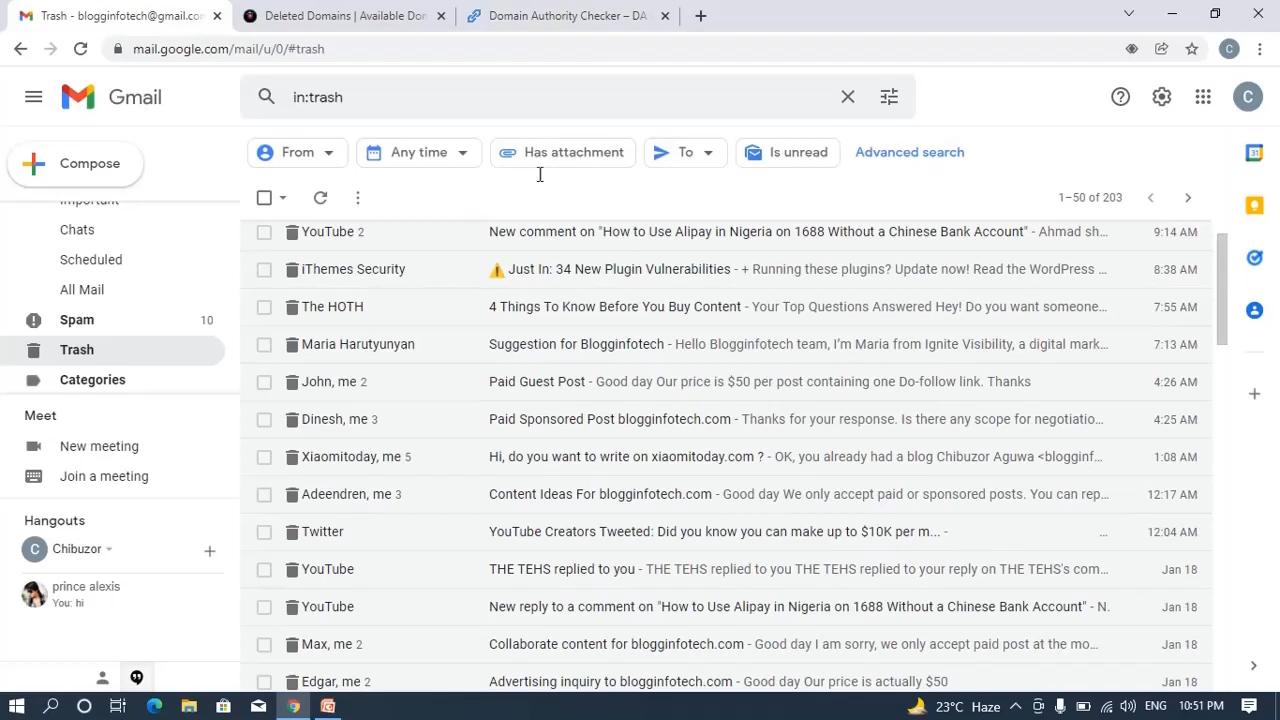 Trash - blogginfotech@gmail.com
Deleted Domains | Available Dom
Domain Authority Checker – DA
mail.google.com/mail/u/0/#trash
C
Gmail
in:trash
C
Compose
From
Any time
Has attachment
To
Is unread
Advanced search
1–50 of 203
Important
Chats
Scheduled
All Mail
Spam 10
Trash
Categories
Meet
New meeting
Join a meeting
Hangouts
C Chibuzor
prince alexis
You: hi
YouTube 2 New comment on "How to Use Alipay in Nigeria on 1688 Without a Chinese Bank Account" - Ahmad sh... 9:14 AM
iThemes Security ⚠ Just In: 34 New Plugin Vulnerabilities - + Running these plugins? Update now! Read the WordPress ... 8:38 AM
The HOTH 4 Things To Know Before You Buy Content - Your Top Questions Answered Hey! Do you want someone... 7:55 AM
Maria Harutyunyan Suggestion for Blogginfotech - Hello Blogginfotech team, I'm Maria from Ignite Visibility, a digital mark... 7:13 AM
John, me 2 Paid Guest Post - Good day Our price is $50 per post containing one Do-follow link. Thanks 4:26 AM
Dinesh, me 3 Paid Sponsored Post blogginfotech.com - Thanks for your response. Is there any scope for negotiatio... 4:25 AM
Xiaomitoday, me 5 Hi, do you want to write on xiaomitoday.com ? - OK, you already had a blog Chibuzor Aguwa <blogginf... 1:08 AM
Adeendren, me 3 Content Ideas For blogginfotech.com - Good day We only accept paid or sponsored posts. You can rep... 12:17 AM
Twitter YouTube Creators Tweeted: Did you know you can make up to $10K per m... - ... 12:04 AM
YouTube THE TEHS replied to you - THE TEHS replied to you THE TEHS replied to your reply on THE TEHS's com... Jan 18
YouTube New reply to a comment on "How to Use Alipay in Nigeria on 1688 Without a Chinese Bank Account" - N. Jan 18
Max, me 2 Collaborate content for blogginfotech.com - Good day I am sorry, we only accept paid post at the mo... Jan 18
Edgar, me 2 Advertising inquiry to blogginfotech.com - Good day Our price is actually $50 Jan 18
31
23°C Haze ENG 10:51 PM